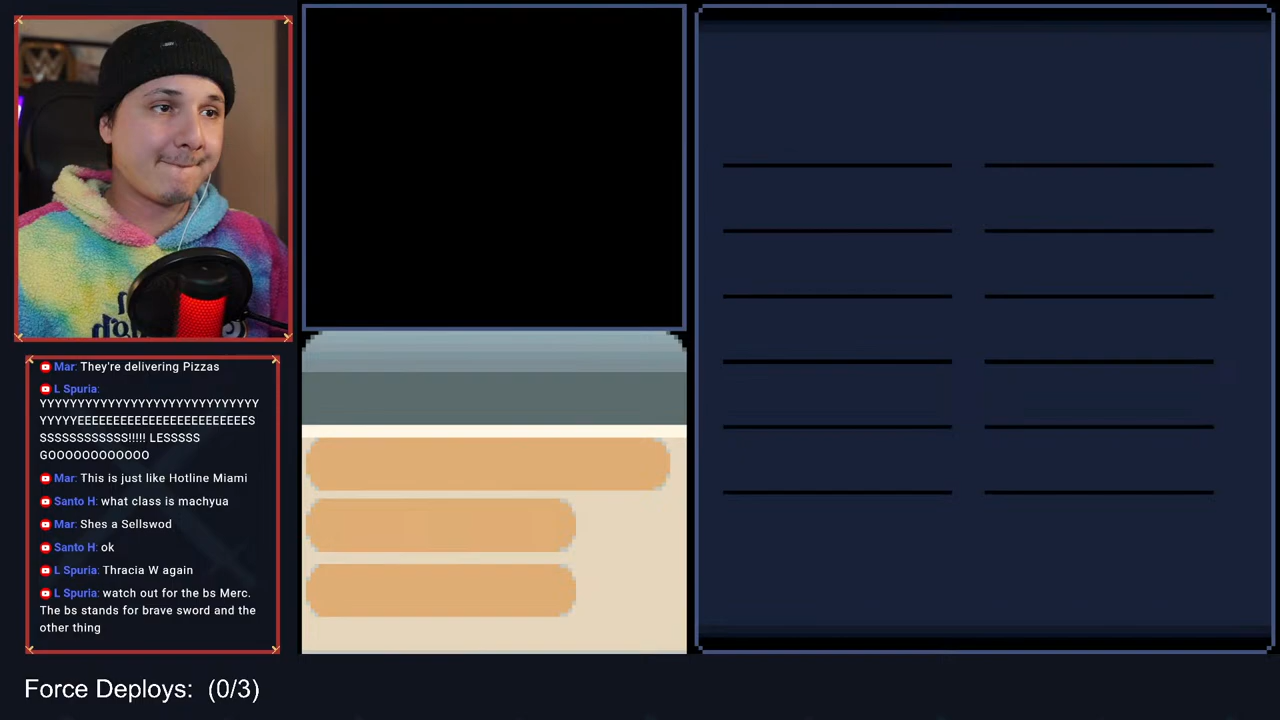 Mar: They're delivering Pizzas
L Spuria:
YYYYYYYYYYYYYYYYYYYYYYYYYYYYY
YYYYYEEEEEEEEEEEEEEEEEEEEEEEES
SSSSSSSSSSSS!!!!! LESSSSS
GOOOOOOOOOOOO
Mar: This is just like Hotline Miami
Santo H: what class is machyua
Mar: Shes a Sellswod
Santo H: ok
L Spuria: Thracia W again
L Spuria: watch out for the bs Merc.
The bs stands for brave sword and the
other thing
Force Deploys: (0/3)